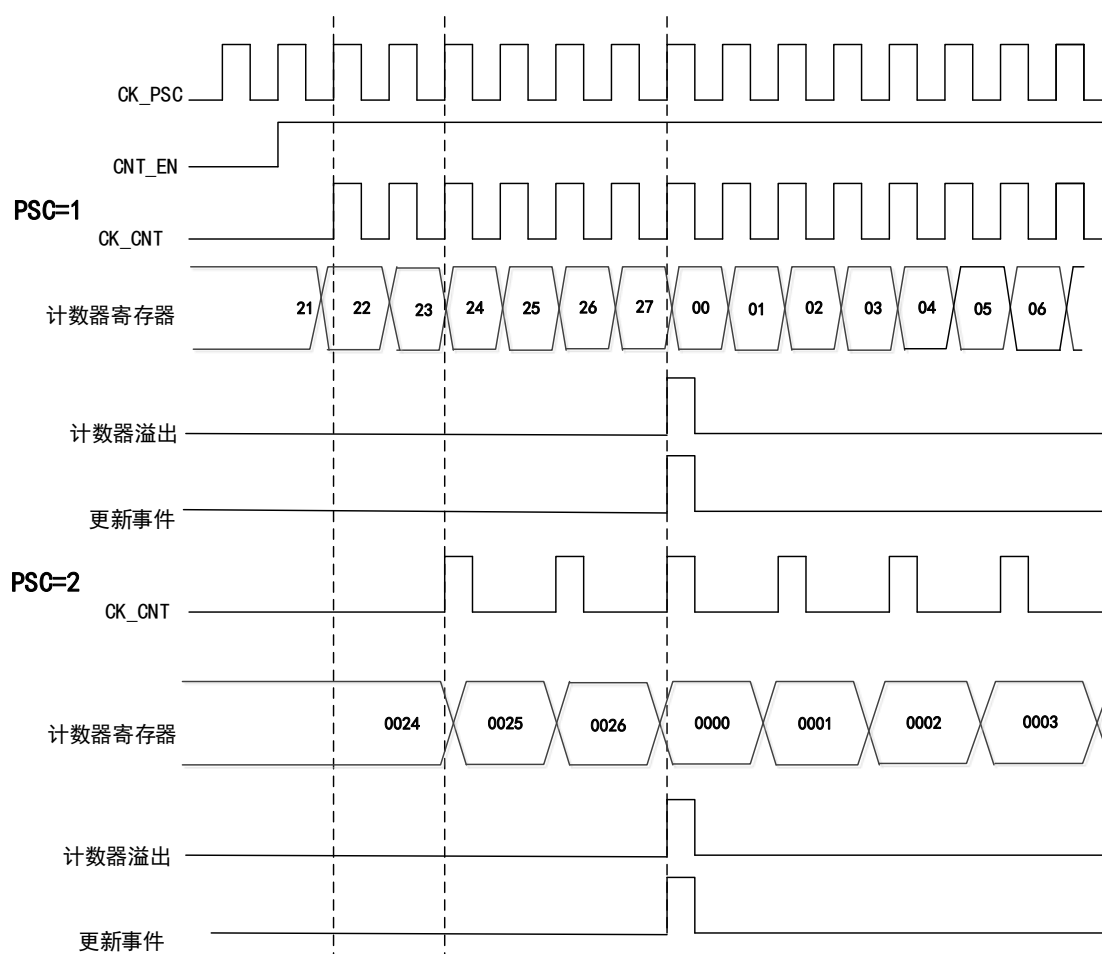 CK_PSC
CNT_EN
PSC=1
CK_CNT
计数器寄存器 21 22 23 24 25 26 27 00 01 02 03 04 05 06
计数器溢出
更新事件
PSC=2
CK_CNT
计数器寄存器 0024 0025 0026 0000 0001 0002 0003
计数器溢出
更新事件